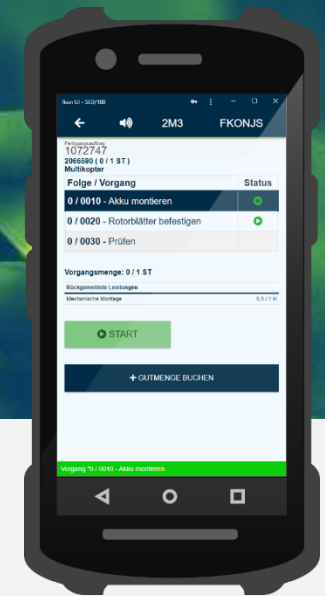 Ikon UI - SED/100
2M3 FKONJS
Fertigungsauftrag
1072747
2066590 ( 0 / 1 ST )
Multikopter
Folge / Vorgang Status
0 / 0010 - Akku montieren
0 / 0020 - Rotorblätter befestigen
0 / 0030 - Prüfen
Vorgangsmenge: 0 / 1 ST
Rückgemeldete Leistungen
Mechanische Montage 0,5 / 1 H
START
+ GUTMENGE BUCHEN
Vorgang "0 / 0010 - Akku montieren